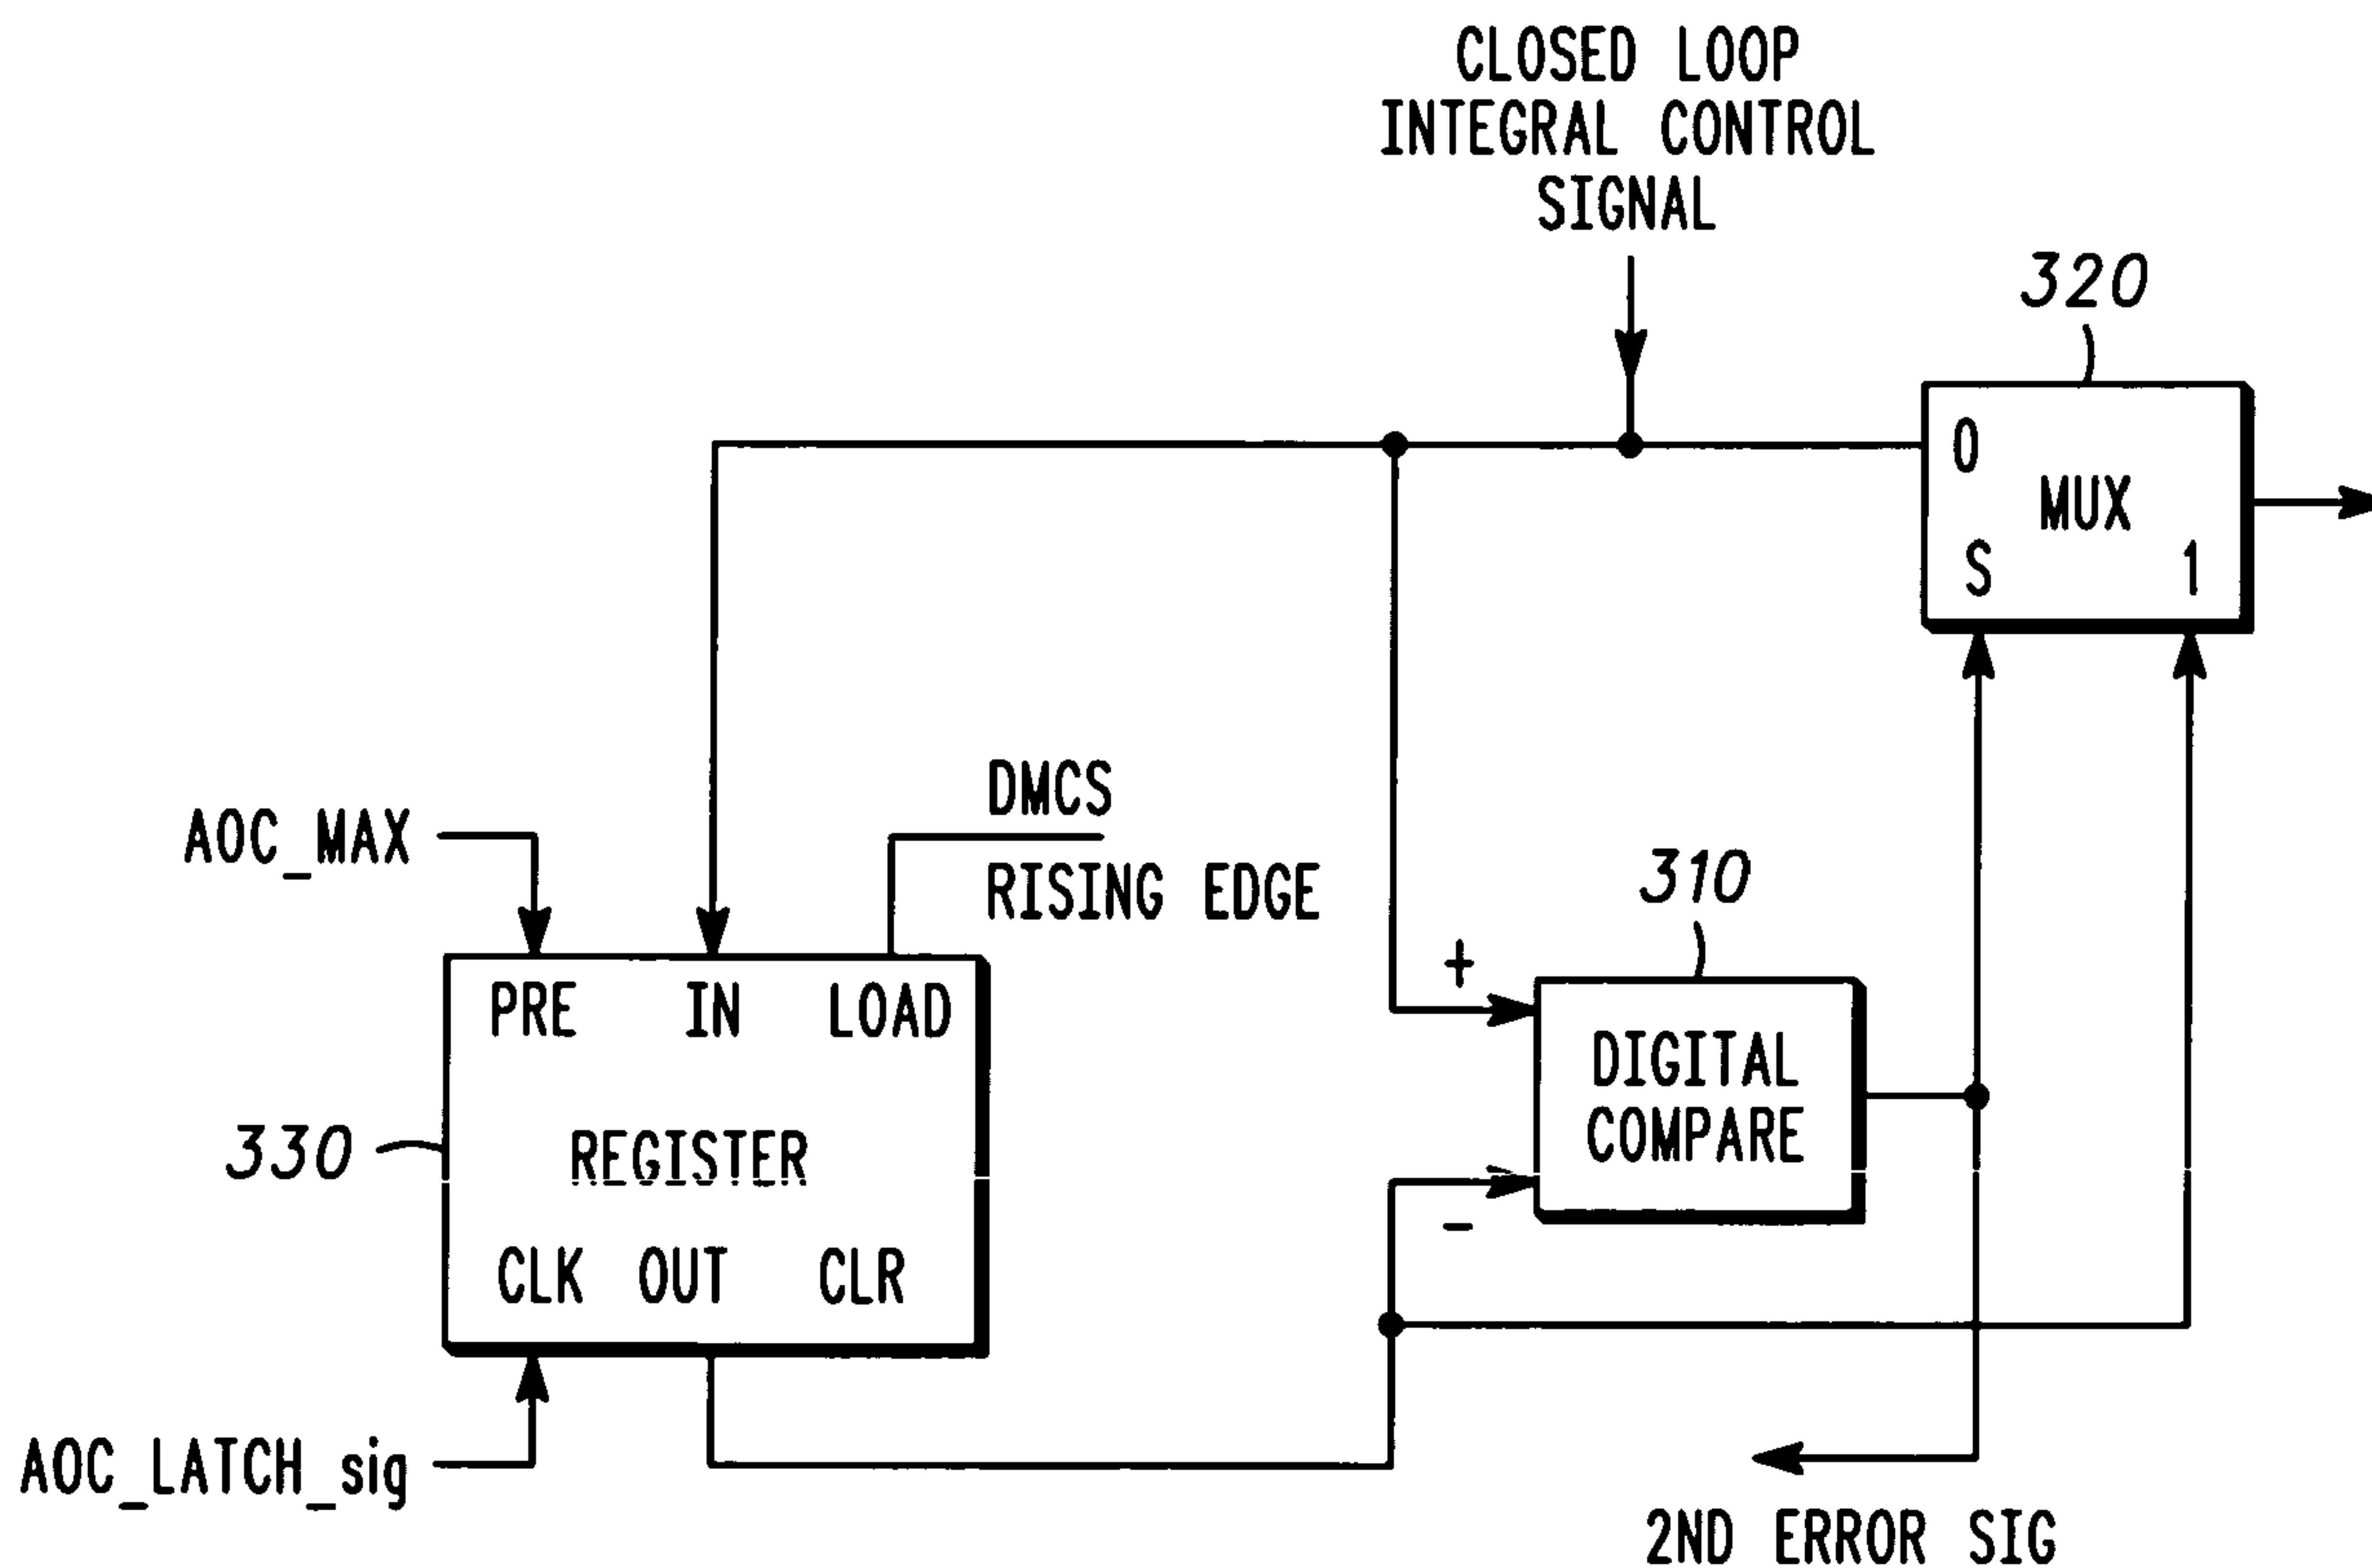 CLOSED LOOP
INTEGRAL CONTROL
SIGNAL
320
0
MUX
S 1
DMCS
RISING EDGE
AOC_MAX
310
+
PRE IN LOAD
DIGITAL
COMPARE
330
REGISTER
-
CLK OUT CLR
AOC_LATCH_sig
2ND ERROR SIG